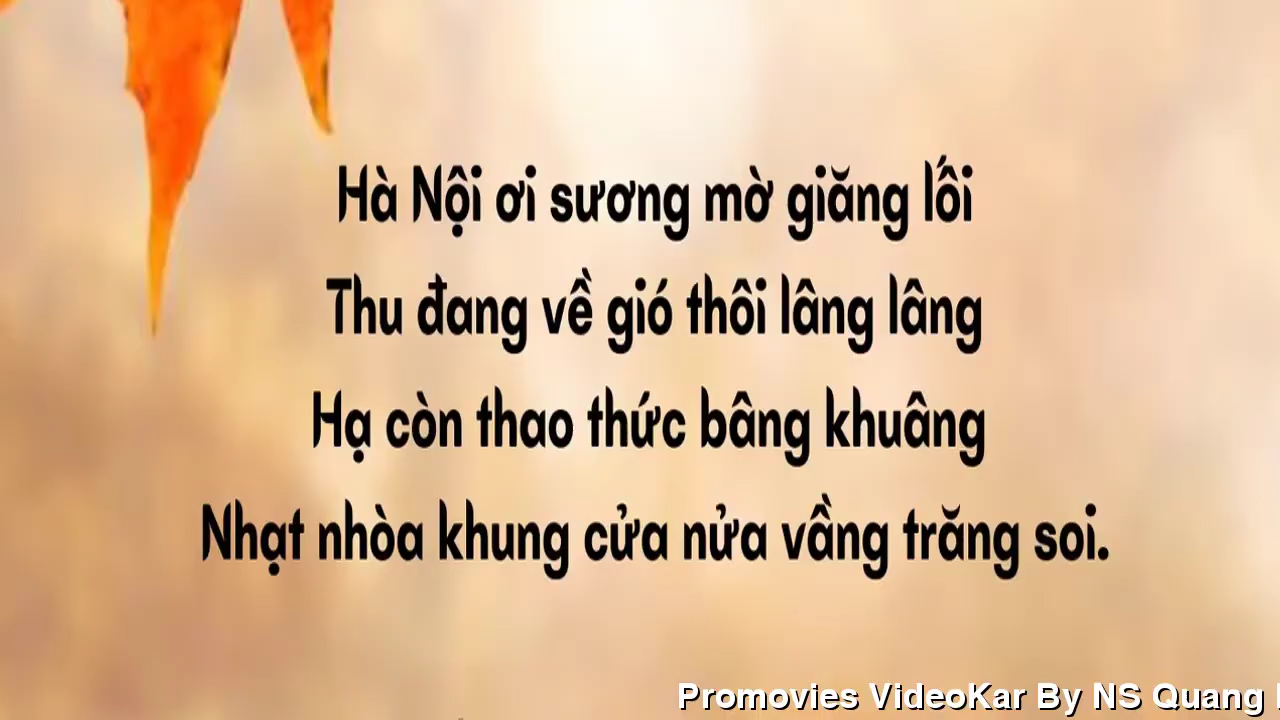 Hà Nội ơi sương mờ giăng lối
Thu đang về gió thôi lâng lâng
Hạ còn thao thức bâng khuâng
Nhạt nhòa khung cửa nửa vầng trăng soi.
Promovies VideoKar By NS Quang